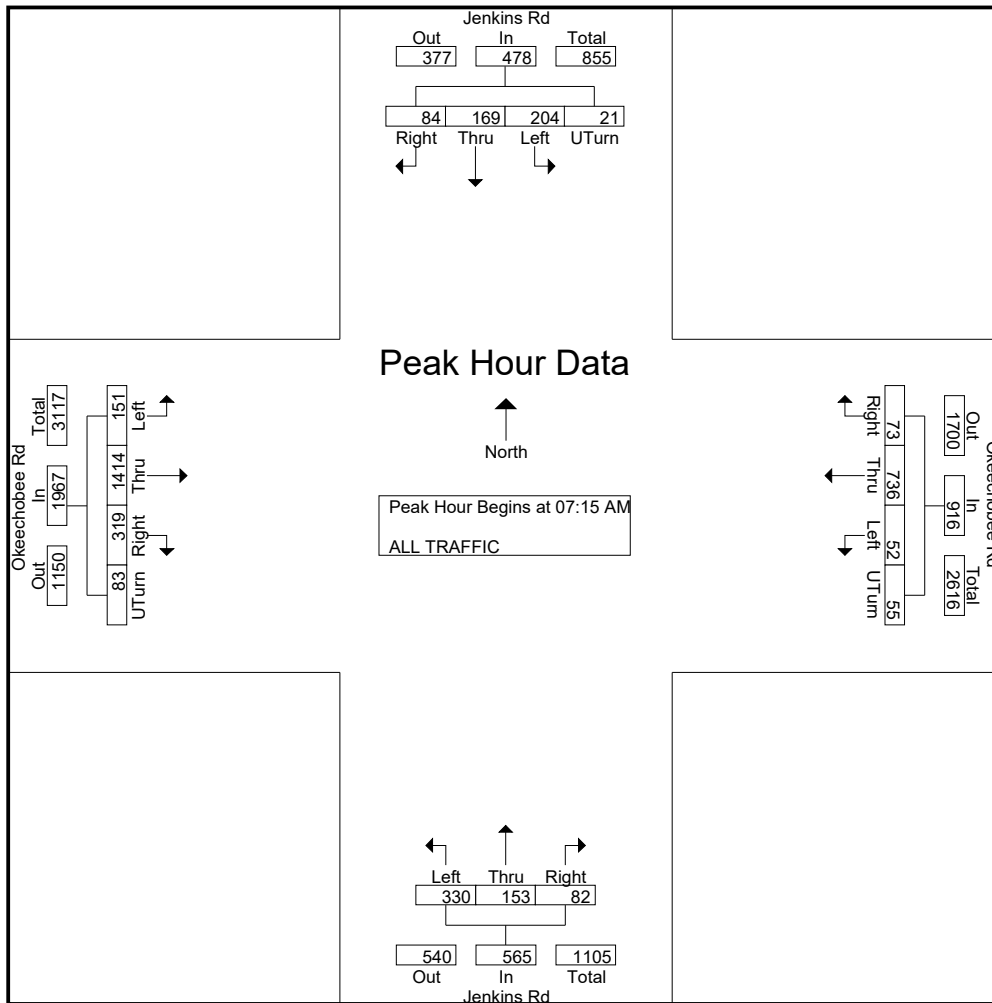 Jenkins Rd
Out In Total
377 478 855
84 169 204 21
Right Thru Left UTurn
Peak Hour Data
North
Peak Hour Begins at 07:15 AM
ALL TRAFFIC
Okeechobee Rd
Total In Out
3117 1967 1150
151 1414 319 83
Left Thru Right UTurn
Right Thru Left UTurn
73 736 52 55
Out In Total
1700 916 2616
Okeechobee Rd
Left Thru Right
330 153 82
540 565 1105
Out In Total
Jenkins Rd